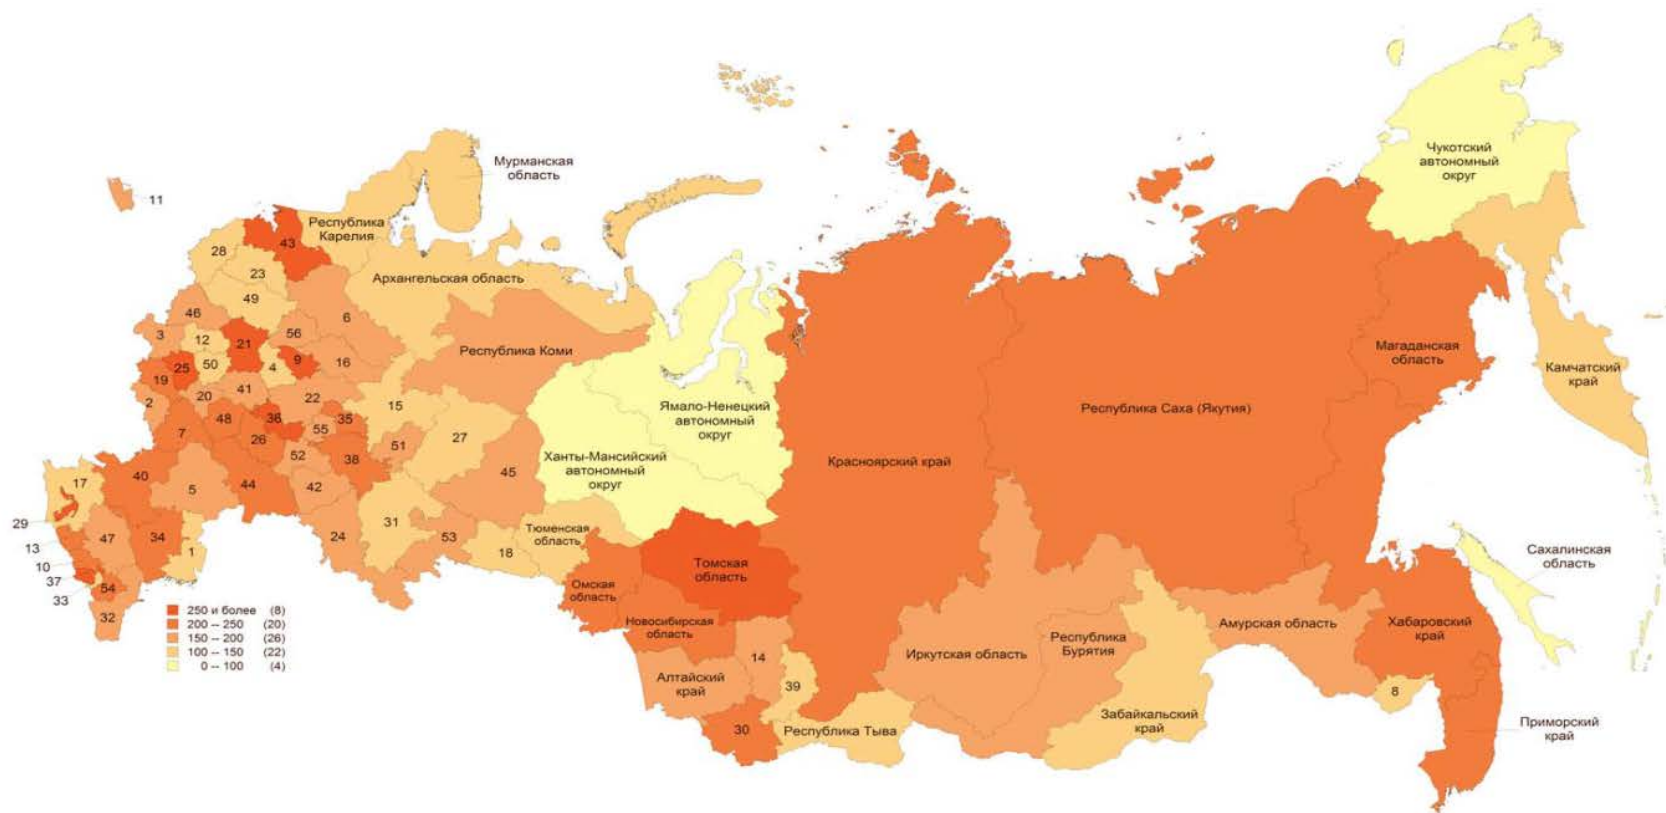 Мурманская
область
11
Республика
Карелия
43
28
23
49
Архангельская область
46
6
3
12
21
56
25
50
4
9
16
19
41
2
20
22
48
36
35
7
26
55
15
27
51
52
38
40
5
44
42
45
17
29
13
47
34
1
24
31
53
18
10
37
33
54
32
Республика Коми
Ямало-Ненецкий
автономный
округ
Ханты-Мансийский
автономный
округ
Тюменская
область
Омская
область
Томская
область
Новосибирская
область
Алтайский
край
14
39
30
Республика Тыва
Красноярский край
Республика Саха (Якутия)
Иркутская область
Республика
Бурятия
Забайкальский
край
Амурская область
8
Хабаровский
край
Приморский
край
Сахалинская
область
Камчатский
край
Магаданская
область
Чукотский
автономный
округ
250 и более (8)
200 -- 250 (20)
150 -- 200 (26)
100 -- 150 (22)
0 -- 100 (4)